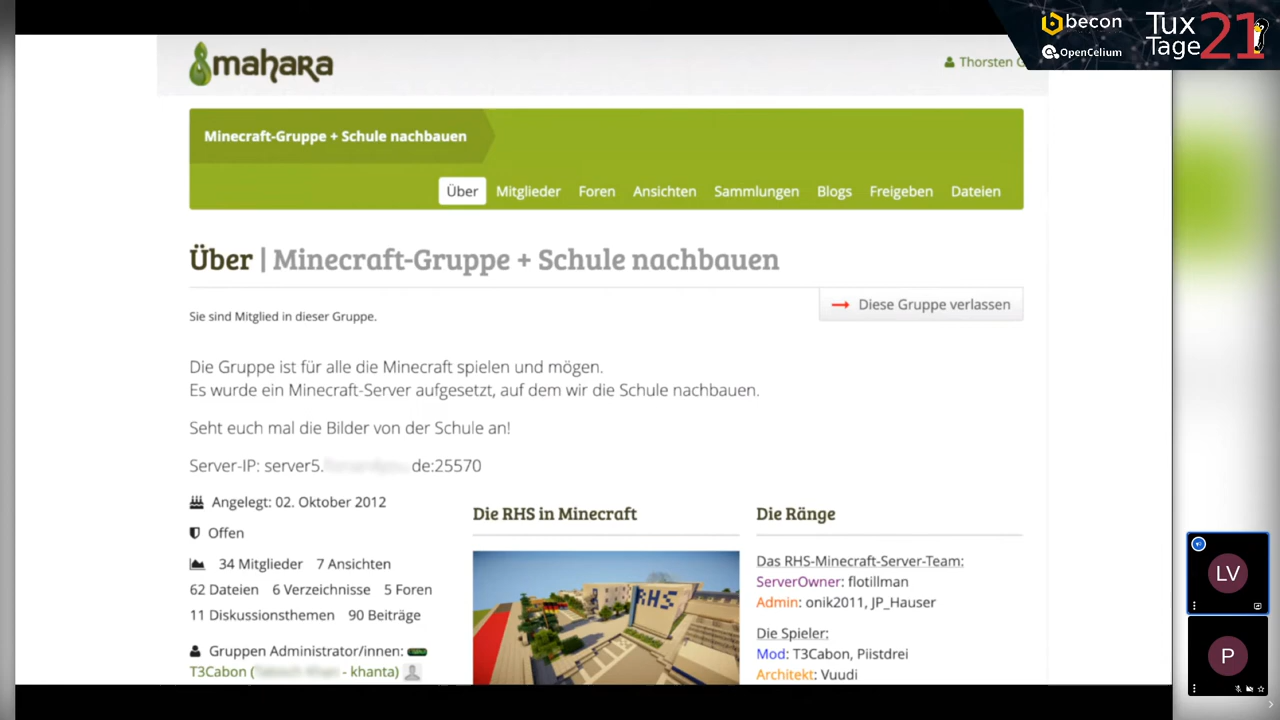 becon
OpenCelium
Tux
Tage
21
mahara
Thorsten G
Minecraft-Gruppe + Schule nachbauen
Über Mitglieder Foren Ansichten Sammlungen Blogs Freigeben Dateien
Über | Minecraft-Gruppe + Schule nachbauen
Diese Gruppe verlassen
Sie sind Mitglied in dieser Gruppe.
Die Gruppe ist für alle die Minecraft spielen und mögen.
Es wurde ein Minecraft-Server aufgesetzt, auf dem wir die Schule nachbauen.
Seht euch mal die Bilder von der Schule an!
Server-IP: server5. de:25570
Angelegt: 02. Oktober 2012
Offen
34 Mitglieder 7 Ansichten
62 Dateien 6 Verzeichnisse 5 Foren
11 Diskussionsthemen 90 Beiträge
Gruppen Administrator/innen:
T3Cabon ( - khanta)
Die RHS in Minecraft
RHS
Die Ränge
Das RHS-Minecraft-Server-Team:
ServerOwner: flotillman
Admin: onik2011, JP_Hauser
Die Spieler:
Mod: T3Cabon, Piistdrei
Architekt: Vuudi
LV
P